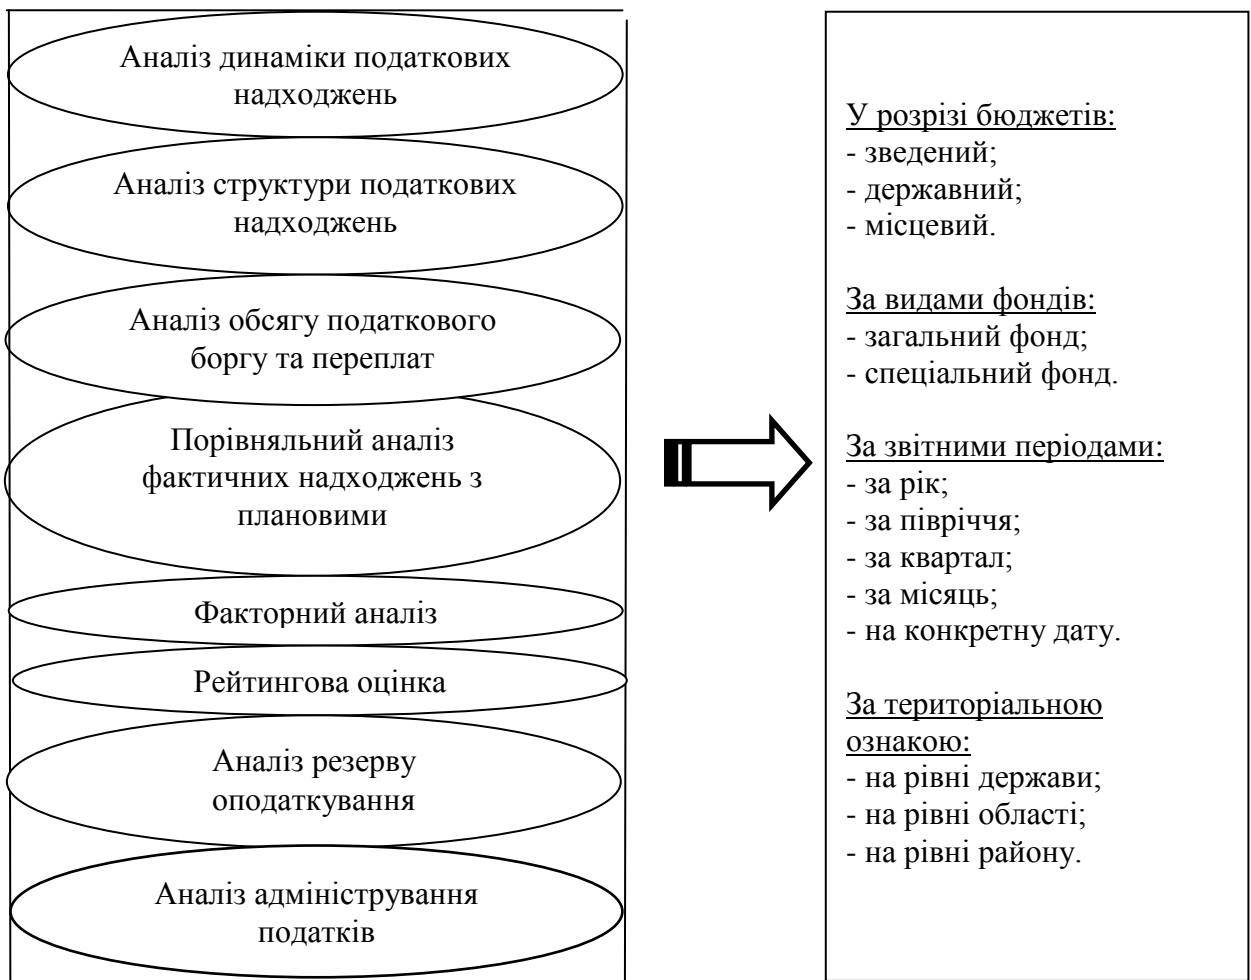 Аналіз динаміки податкових
надходжень
Аналіз структури податкових
надходжень
Аналіз обсягу податкового
боргу та переплат
Порівняльний аналіз
фактичних надходжень з
плановими
Факторний аналіз
Рейтингова оцінка
Аналіз резерву
оподаткування
Аналіз адміністрування
податків
У розрізі бюджетів:
- зведений;
- державний;
- місцевий.
За видами фондів:
- загальний фонд;
- спеціальний фонд.
За звітними періодами:
- за рік;
- за півріччя;
- за квартал;
- за місяць;
- на конкретну дату.
За територіальною
ознакою:
- на рівні держави;
- на рівні області;
- на рівні району.